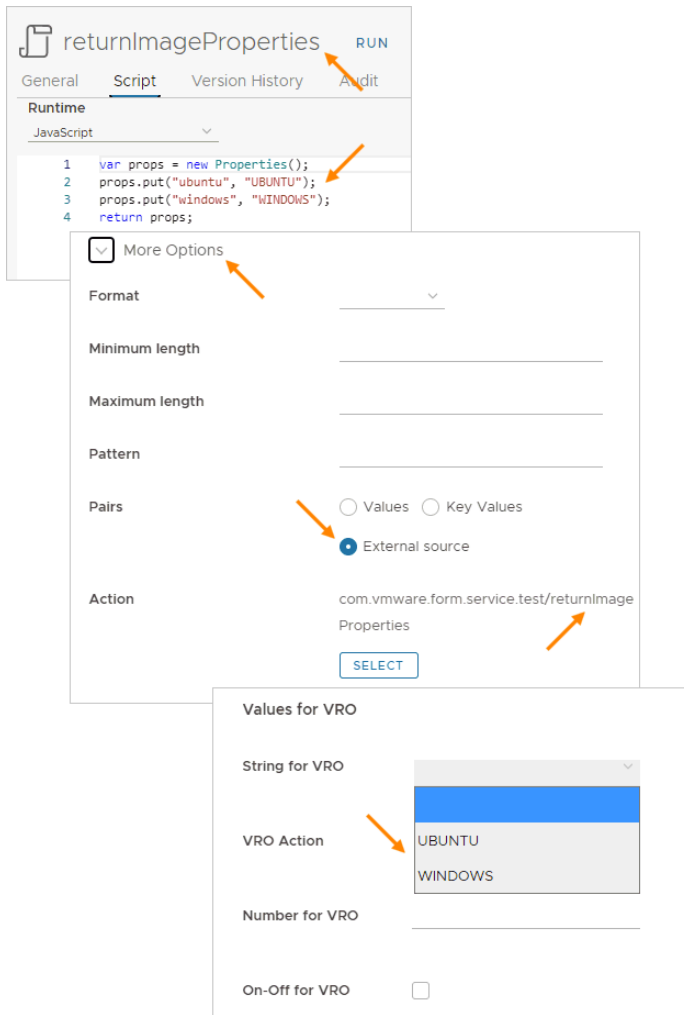 returnImageProperties RUN
General Script Version History Audit
Runtime
JavaScript
1 var props = new Properties();
2 props.put("ubuntu", "UBUNTU");
3 props.put("windows", "WINDOWS");
4 return props;
More Options
Format
Minimum length
Maximum length
Pattern
Pairs Values Key Values
External source
Action com.vmware.form.service.test/returnImage
Properties
SELECT
Values for VRO
String for VRO
VRO Action UBUNTU
WINDOWS
Number for VRO
On-Off for VRO